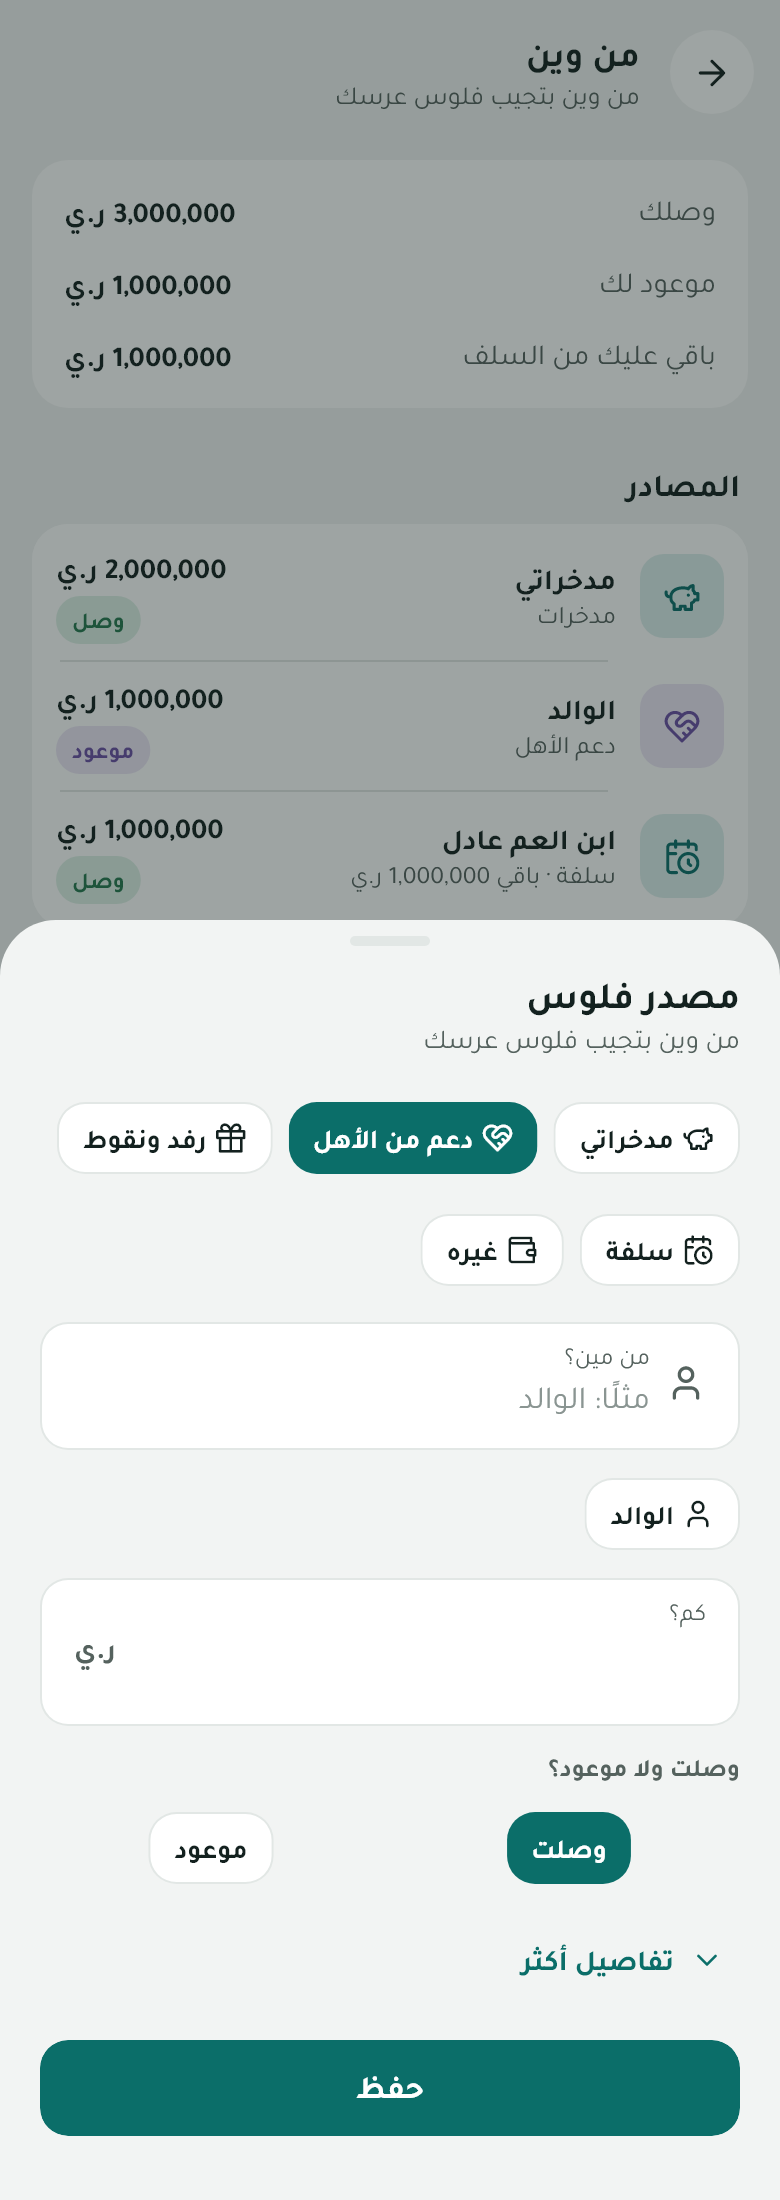 من وين
من وين بتجيب فلوس عرسك
وصلك 3,000,000 ر.ي
موعود لك 1,000,000 ر.ي
باقي عليك من السلف 1,000,000 ر.ي
المصادر
مدخراتي 2,000,000 ر.ي
مدخرات وصل
الوالد 1,000,000 ر.ي
دعم الأهل موعود
ابن العم عادل 1,000,000 ر.ي
سلفة · باقي 1,000,000 ر.ي وصل
مصدر فلوس
من وين بتجيب فلوس عرسك
مدخراتي دعم من الأهل رفد ونقوط
سلفة غيره
من مين؟
مثلًا: الوالد
الوالد
كم؟
ر.ي
وصلت ولا موعود؟
وصلت موعود
تفاصيل أكثر
حفظ